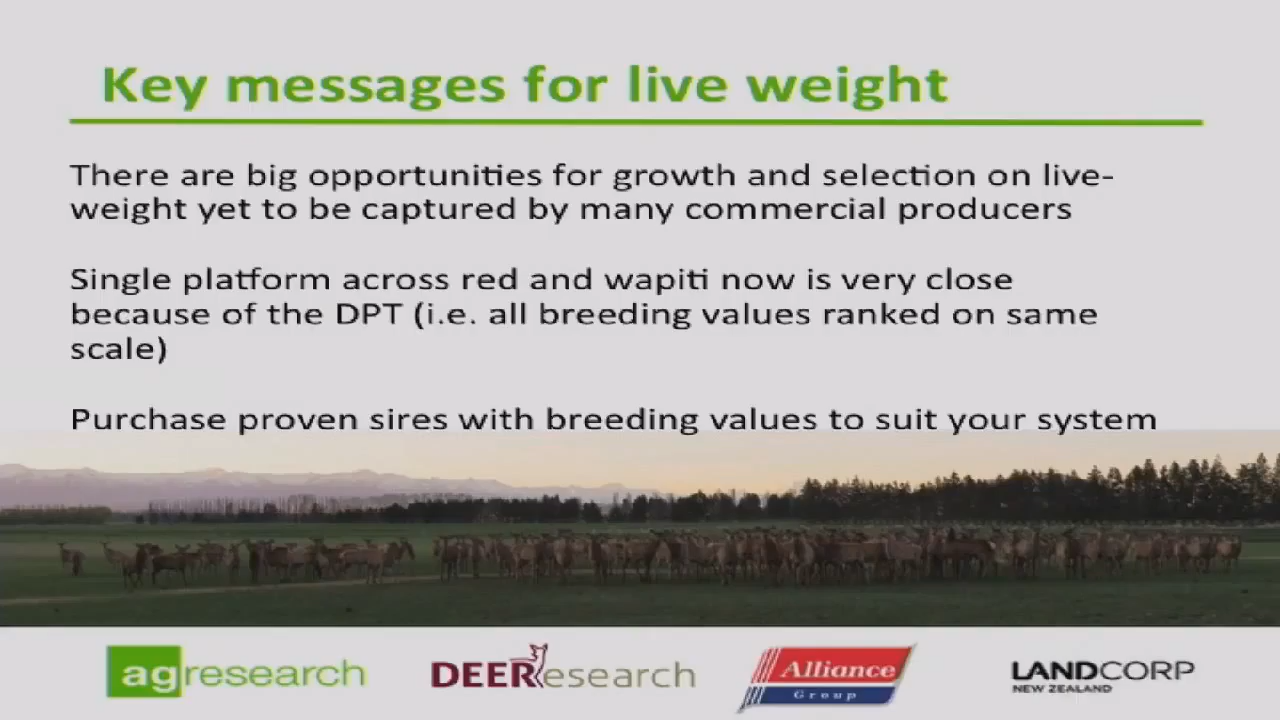 Key messages for live weight
There are big opportunities for growth and selection on live-
weight yet to be captured by many commercial producers
Single platform across red and wapiti now is very close
because of the DPT (i.e. all breeding values ranked on same
scale)
Purchase proven sires with breeding values to suit your system
agresearch
DEEResearch
Alliance
Group
LANDCORP
NEW ZEALAND